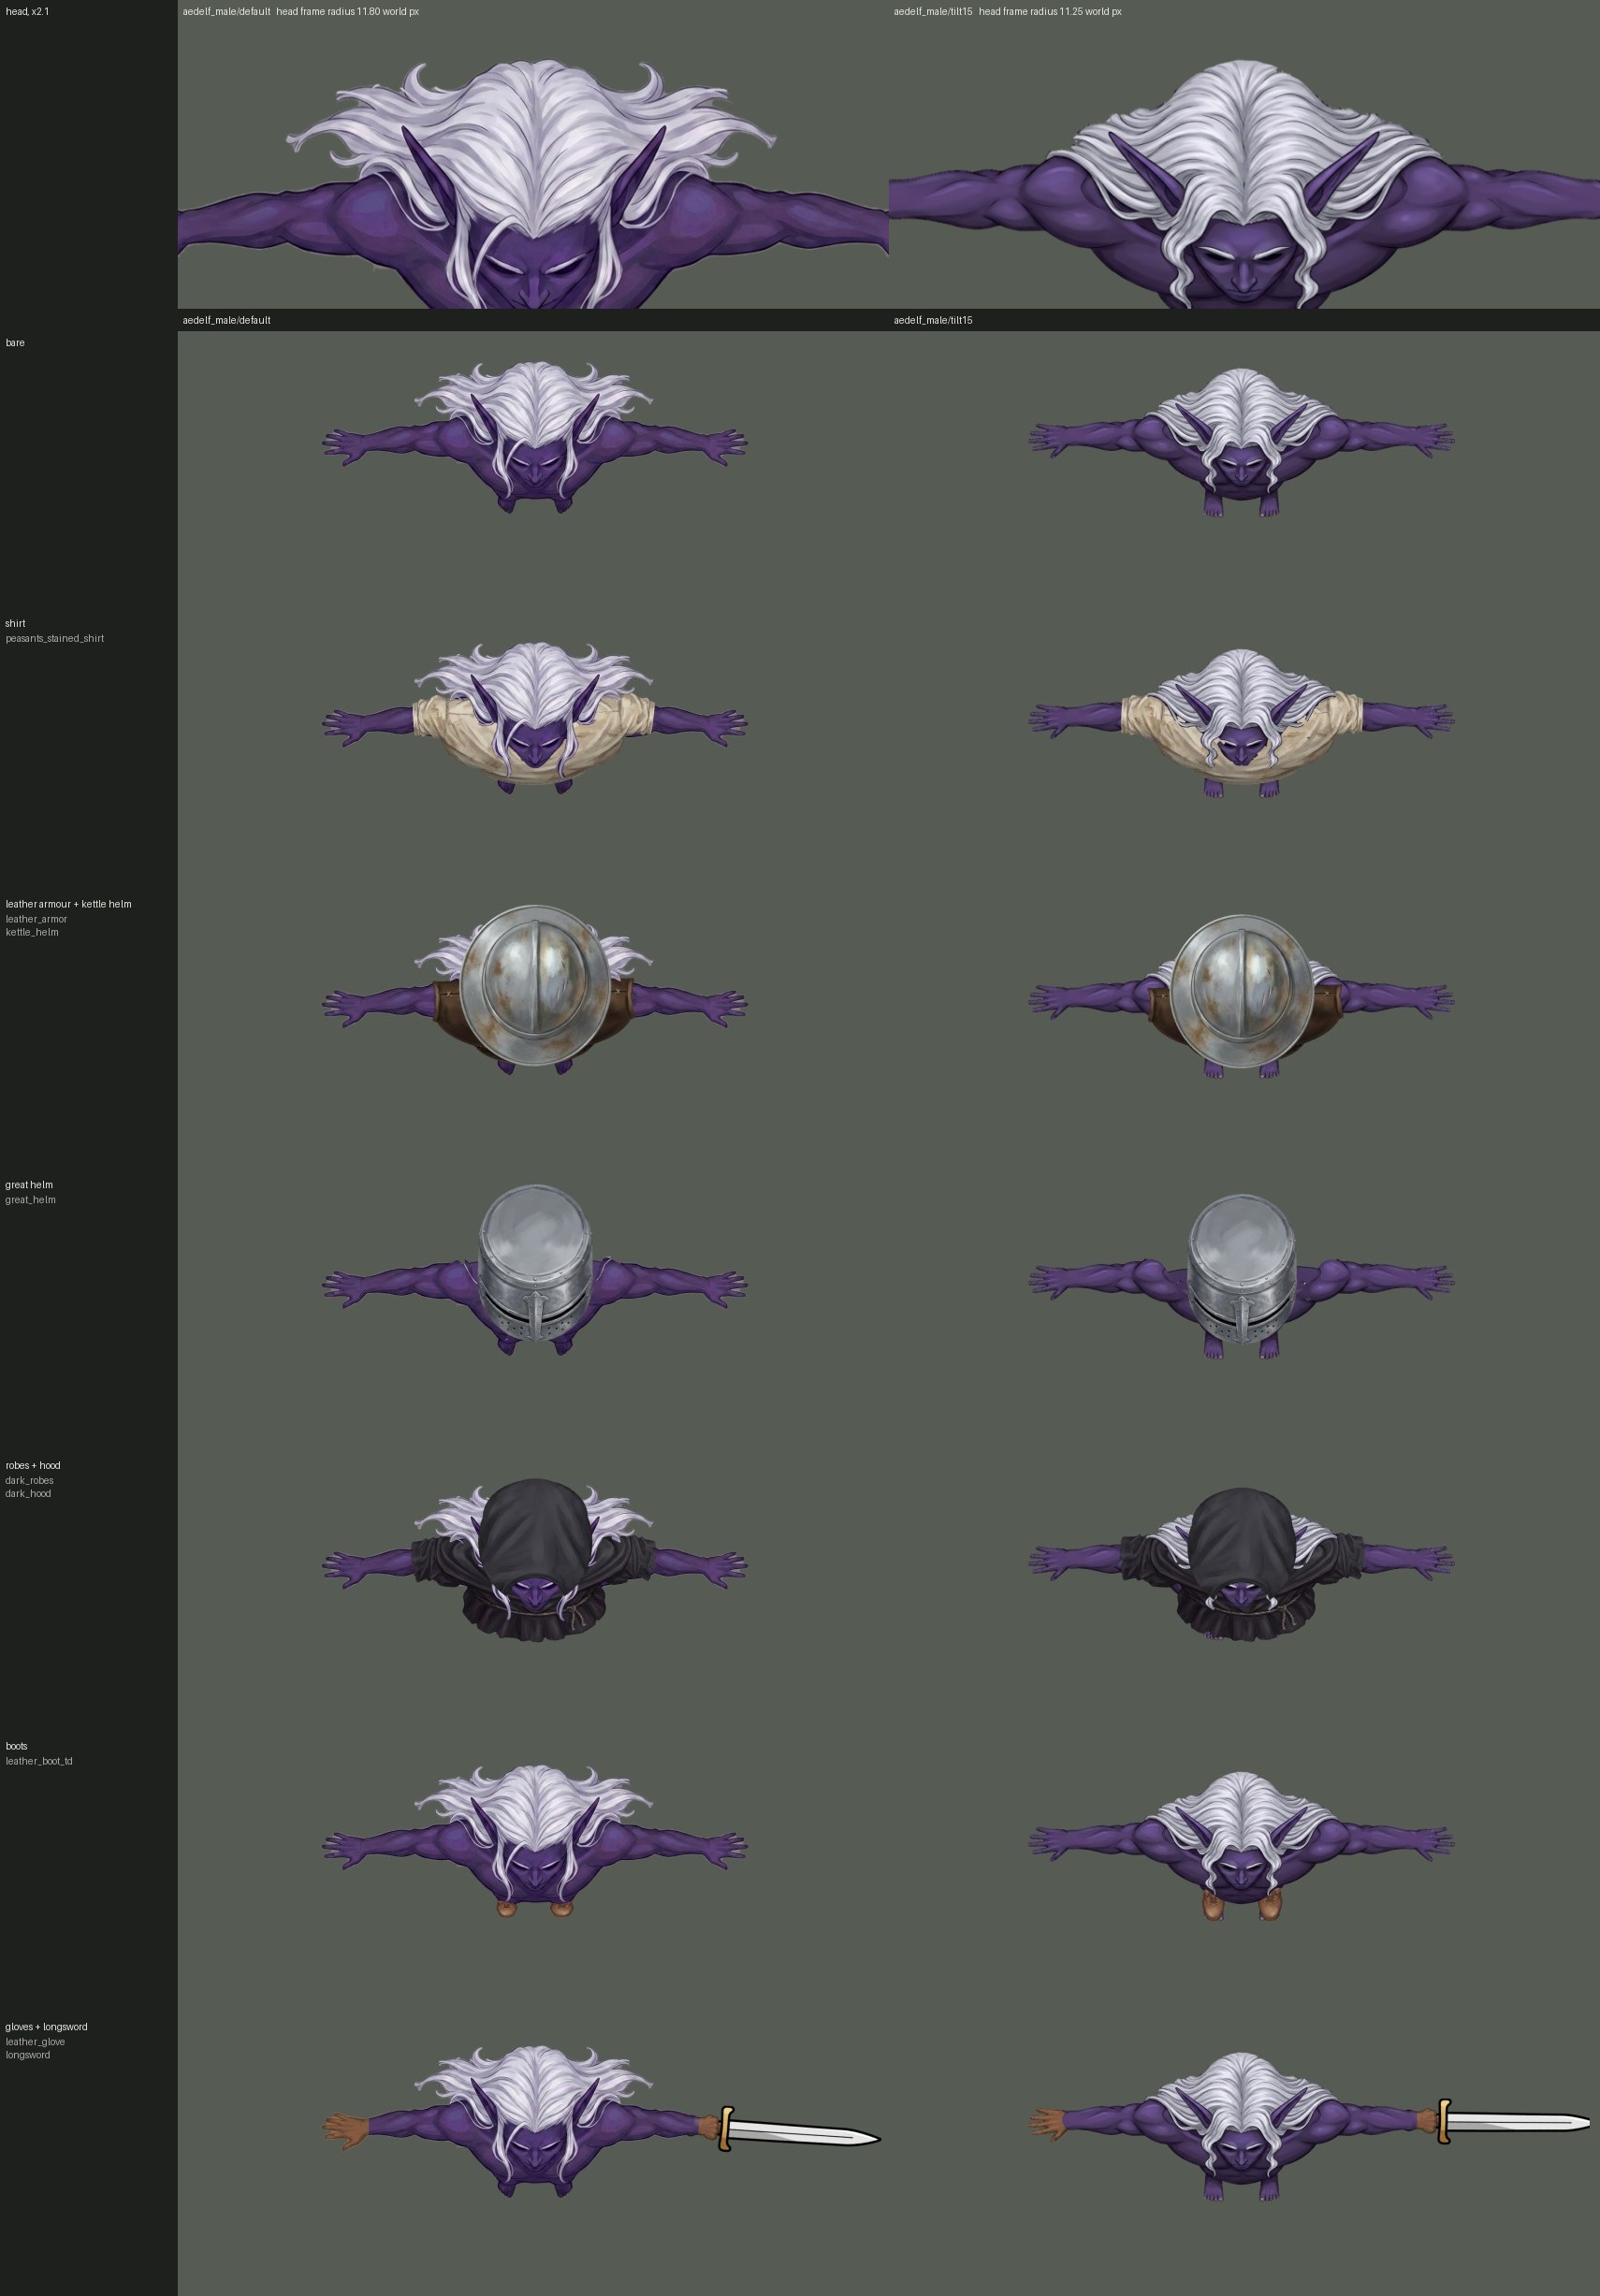 head, x2.1
aedelf_male/default head frame radius 11.80 world px
aedelf_male/tilt15 head frame radius 11.25 world px
aedelf_male/default
aedelf_male/tilt15
bare
shirt
peasants_stained_shirt
leather armour + kettle helm
leather_armor
kettle_helm
great helm
great_helm
robes + hood
dark_robes
dark_hood
boots
leather_boot_td
gloves + longsword
leather_glove
longsword